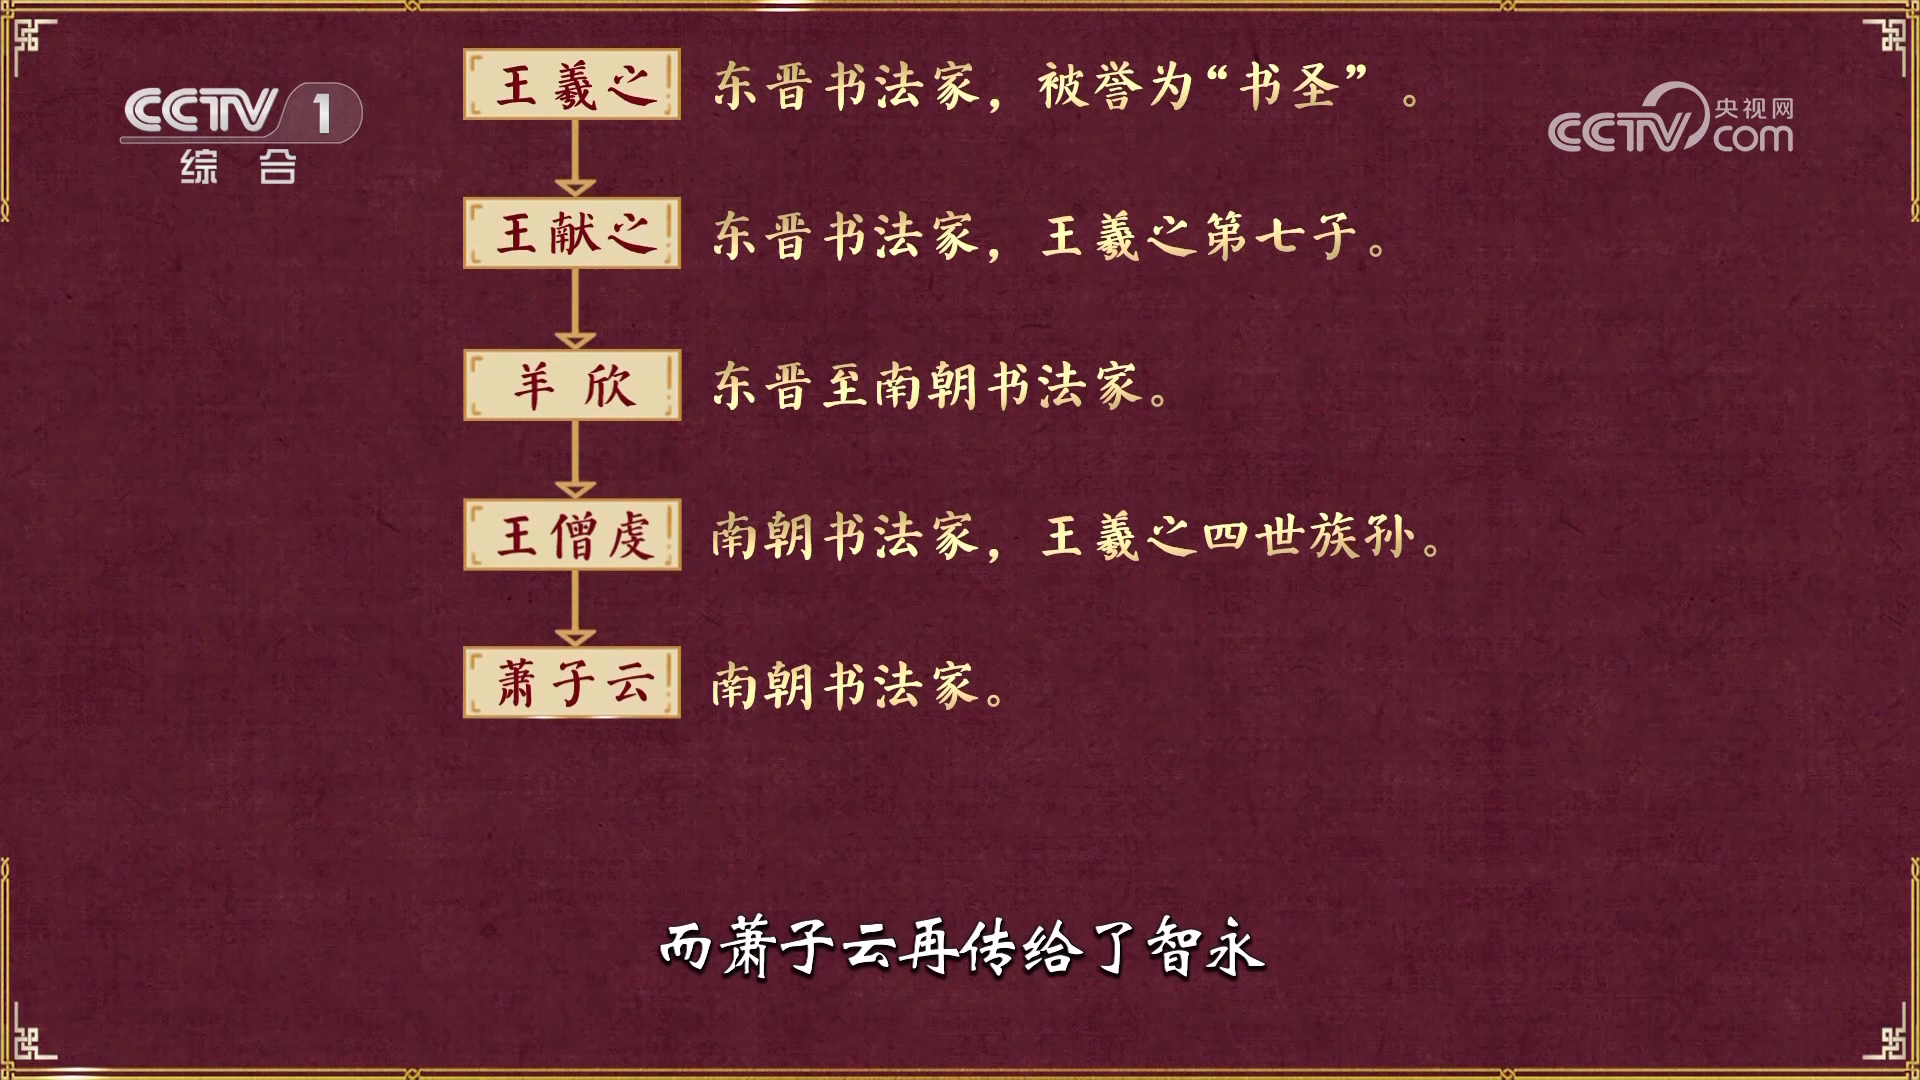 CCTV 1
综合
央视网
CCTV.com
王羲之 东晋书法家，被誉为“书圣”。
王献之 东晋书法家，王羲之第七子。
羊欣 东晋至南朝书法家。
王僧虔 南朝书法家，王羲之四世族孙。
萧子云 南朝书法家。
而萧子云再传给了智永